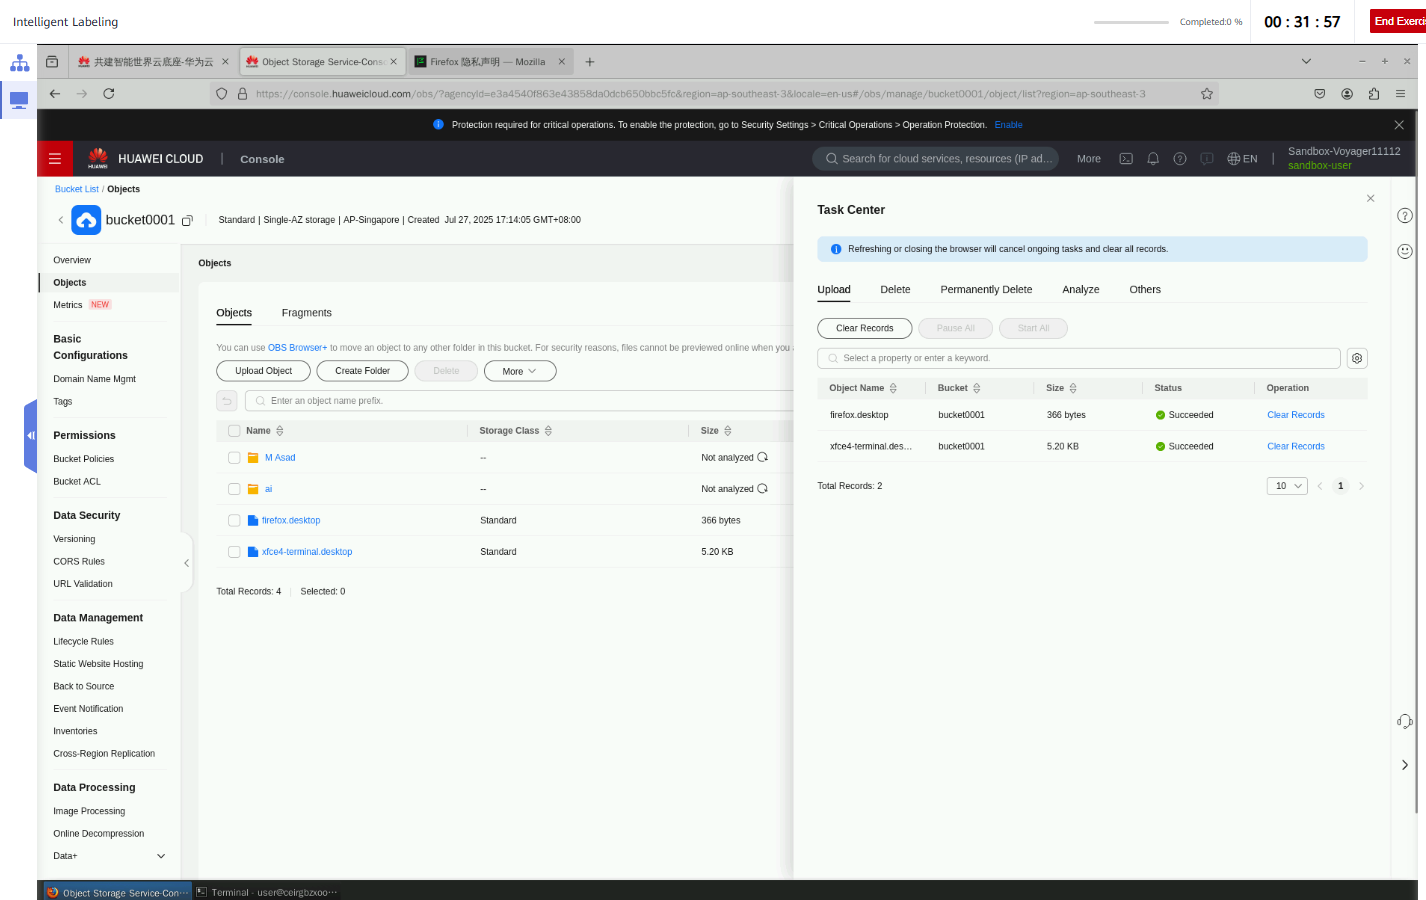 Intelligent Labeling
Completed:0 %
00 : 31 : 57
End Exerci
共建智能世界云底座-华为云
Object Storage Service-Conso
Firefox 隐私声明 — Mozilla
https://console.huaweicloud.com/obs/?agencyId=e3a4540f863e43858da0dcb650bbc5fc&region=ap-southeast-3&locale=en-us#/obs/manage/bucket0001/object/list?region=ap-southeast-3
Protection required for critical operations. To enable the protection, go to Security Settings > Critical Operations > Operation Protection. Enable
HUAWEI
HUAWEI CLOUD | Console
Search for cloud services, resources (IP ad...
More
EN
Sandbox-Voyager11112
sandbox-user
Bucket List / Objects
bucket0001
Standard | Single-AZ storage | AP-Singapore | Created Jul 27, 2025 17:14:05 GMT+08:00
Overview
Objects
Metrics NEW
Basic Configurations
Domain Name Mgmt
Tags
Permissions
Bucket Policies
Bucket ACL
Data Security
Versioning
CORS Rules
URL Validation
Data Management
Lifecycle Rules
Static Website Hosting
Back to Source
Event Notification
Inventories
Cross-Region Replication
Data Processing
Image Processing
Online Decompression
Data+
Objects
Objects
Fragments
You can use OBS Browser+ to move an object to any other folder in this bucket. For security reasons, files cannot be previewed online when you
Upload Object
Create Folder
Delete
More
Enter an object name prefix.
Name
Storage Class
Size
M Asad
--
Not analyzed
ai
--
Not analyzed
firefox.desktop
Standard
366 bytes
xfce4-terminal.desktop
Standard
5.20 KB
Total Records: 4
Selected: 0
Task Center
Refreshing or closing the browser will cancel ongoing tasks and clear all records.
Upload
Delete
Permanently Delete
Analyze
Others
Clear Records
Pause All
Start All
Select a property or enter a keyword.
Object Name
Bucket
Size
Status
Operation
firefox.desktop
bucket0001
366 bytes
Succeeded
Clear Records
xfce4-terminal.des...
bucket0001
5.20 KB
Succeeded
Clear Records
Total Records: 2
10
1
Object Storage Service-Con···
Terminal - user@ceirgbzxoo···